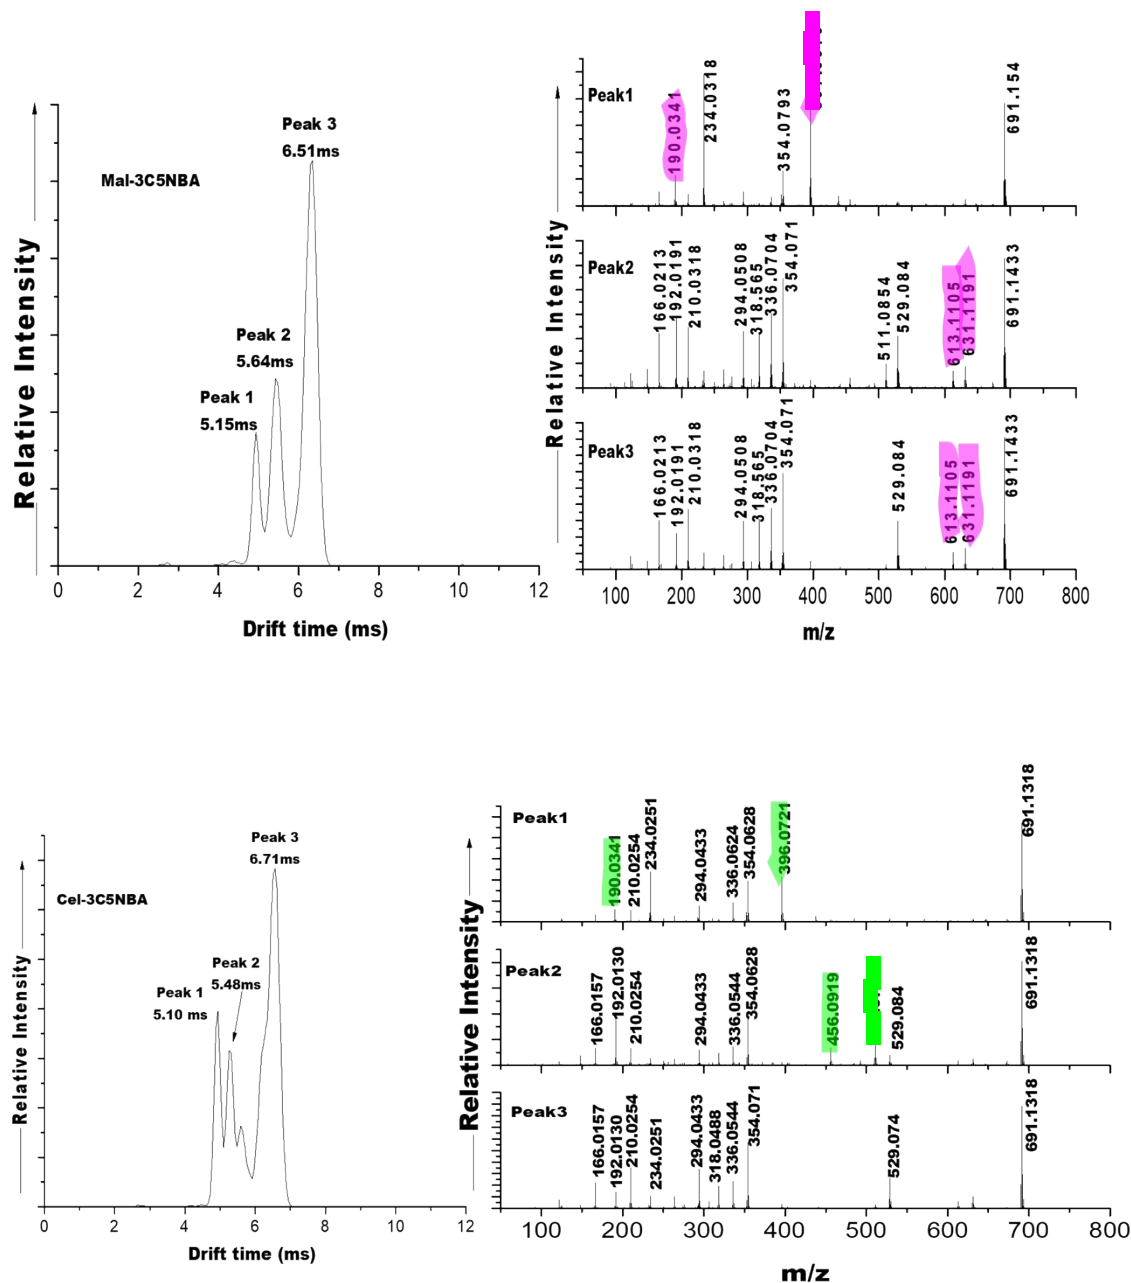 Relative Intensity
Mal-3C5NBA
Peak 3
6.51ms
Peak 2
5.64ms
Peak 1
5.15ms
0 2 4 6 8 10 12
Drift time (ms)
Relative Intensity
Peak1
190.0341
234.0318
354.0793
691.154
Peak2
166.0213
192.0191
210.0318
294.0508
318.565
336.0704
354.071
511.0854
529.084
613.1105
631.1191
691.1433
Peak3
166.0213
192.0191
210.0318
294.0508
318.565
336.0704
354.071
529.084
613.1105
631.1191
691.1433
100 200 300 400 500 600 700 800
m/z
Relative Intensity
Cel-3C5NBA
Peak 3
6.71ms
Peak 2
5.48ms
Peak 1
5.10 ms
0 2 4 6 8 10 12
Drift time (ms)
Relative Intensity
Peak1
190.0341
210.0254
234.0251
294.0433
336.0624
354.0628
396.0721
691.1318
Peak2
166.0157
192.0130
210.0254
294.0433
336.0544
354.0628
456.0919
529.084
691.1318
Peak3
166.0157
192.0130
210.0254
234.0251
294.0433
318.0488
336.0544
354.071
529.074
691.1318
100 200 300 400 500 600 700 800
m/z